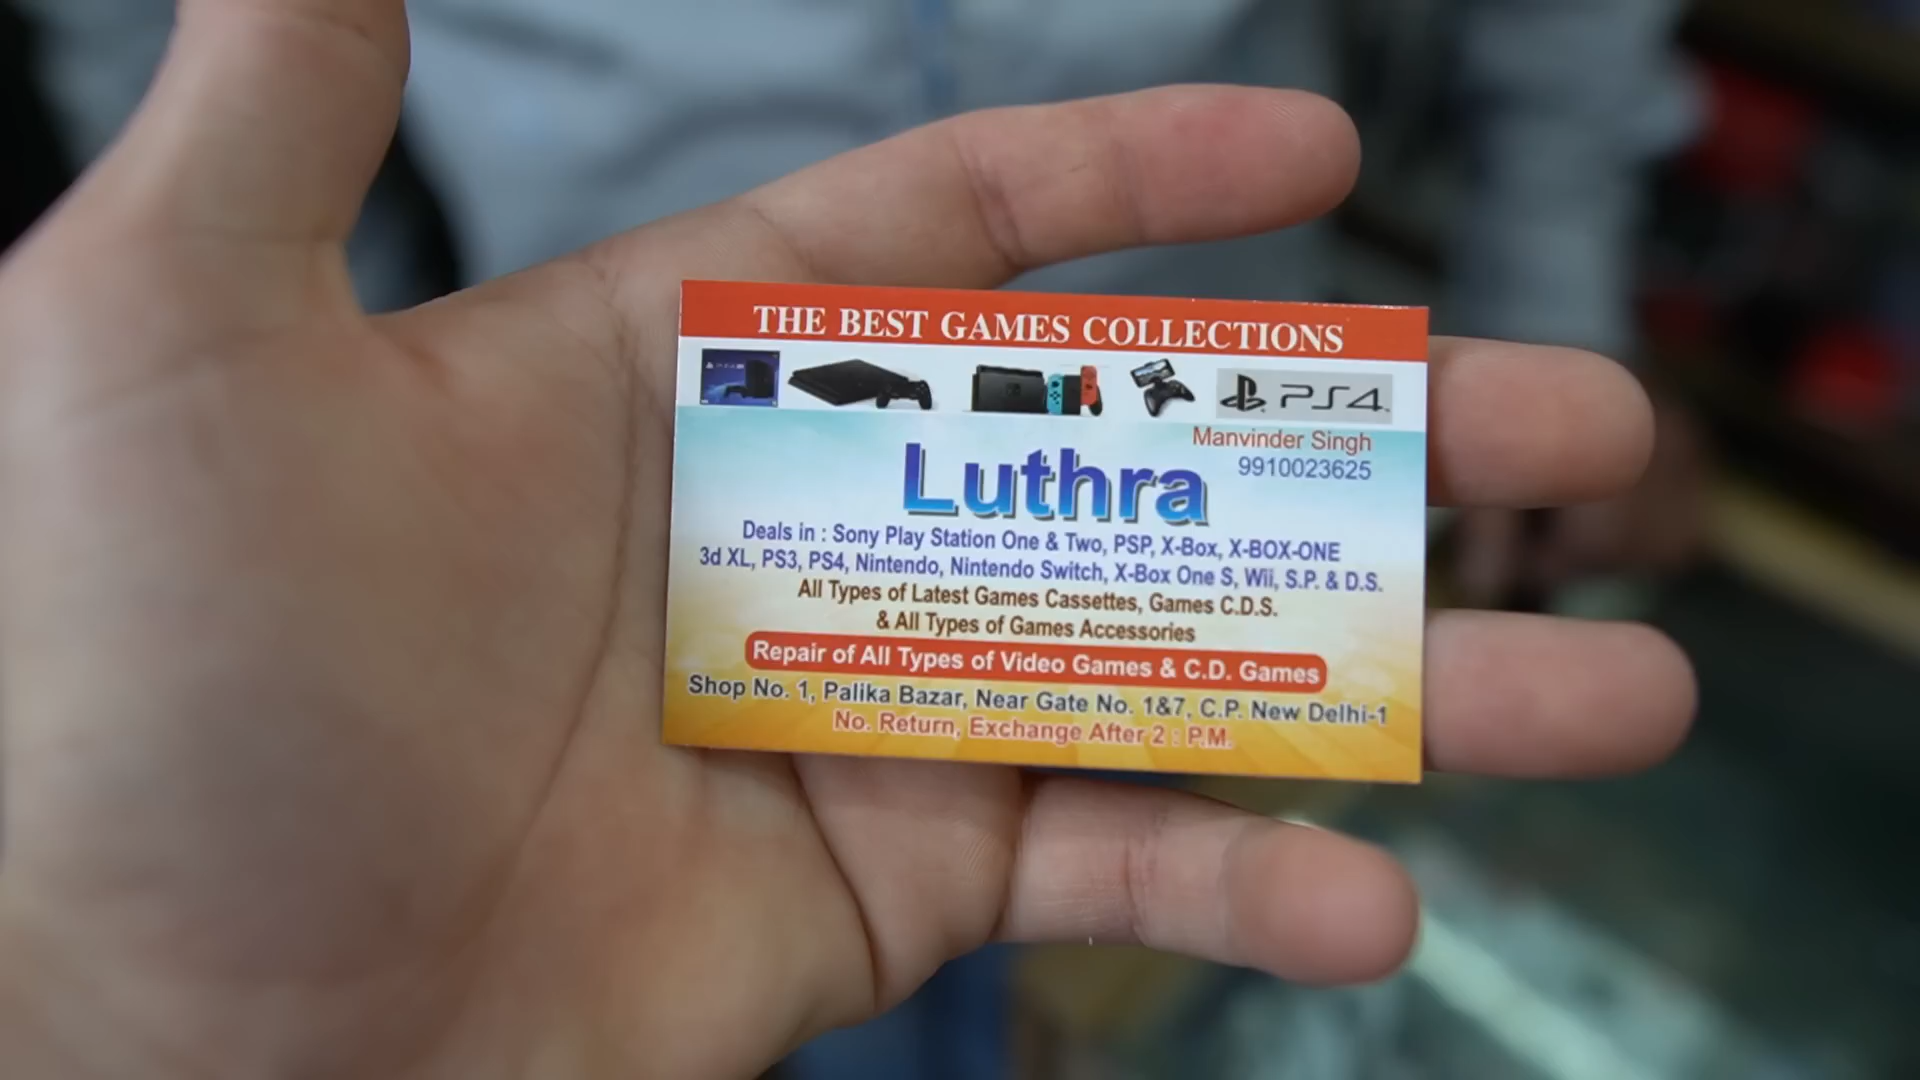 THE BEST GAMES COLLECTIONS
PS4
Manvinder Singh
9910023625
Luthra
Deals in : Sony Play Station One & Two, PSP, X-Box, X-BOX-ONE
3d XL, PS3, PS4, Nintendo, Nintendo Switch, X-Box One S, Wii, S.P. & D.S.
All Types of Latest Games Cassettes, Games C.D.S.
& All Types of Games Accessories
Repair of All Types of Video Games & C.D. Games
Shop No. 1, Palika Bazar, Near Gate No. 1&7, C.P. New Delhi-1
No. Return, Exchange After 2 : P.M.